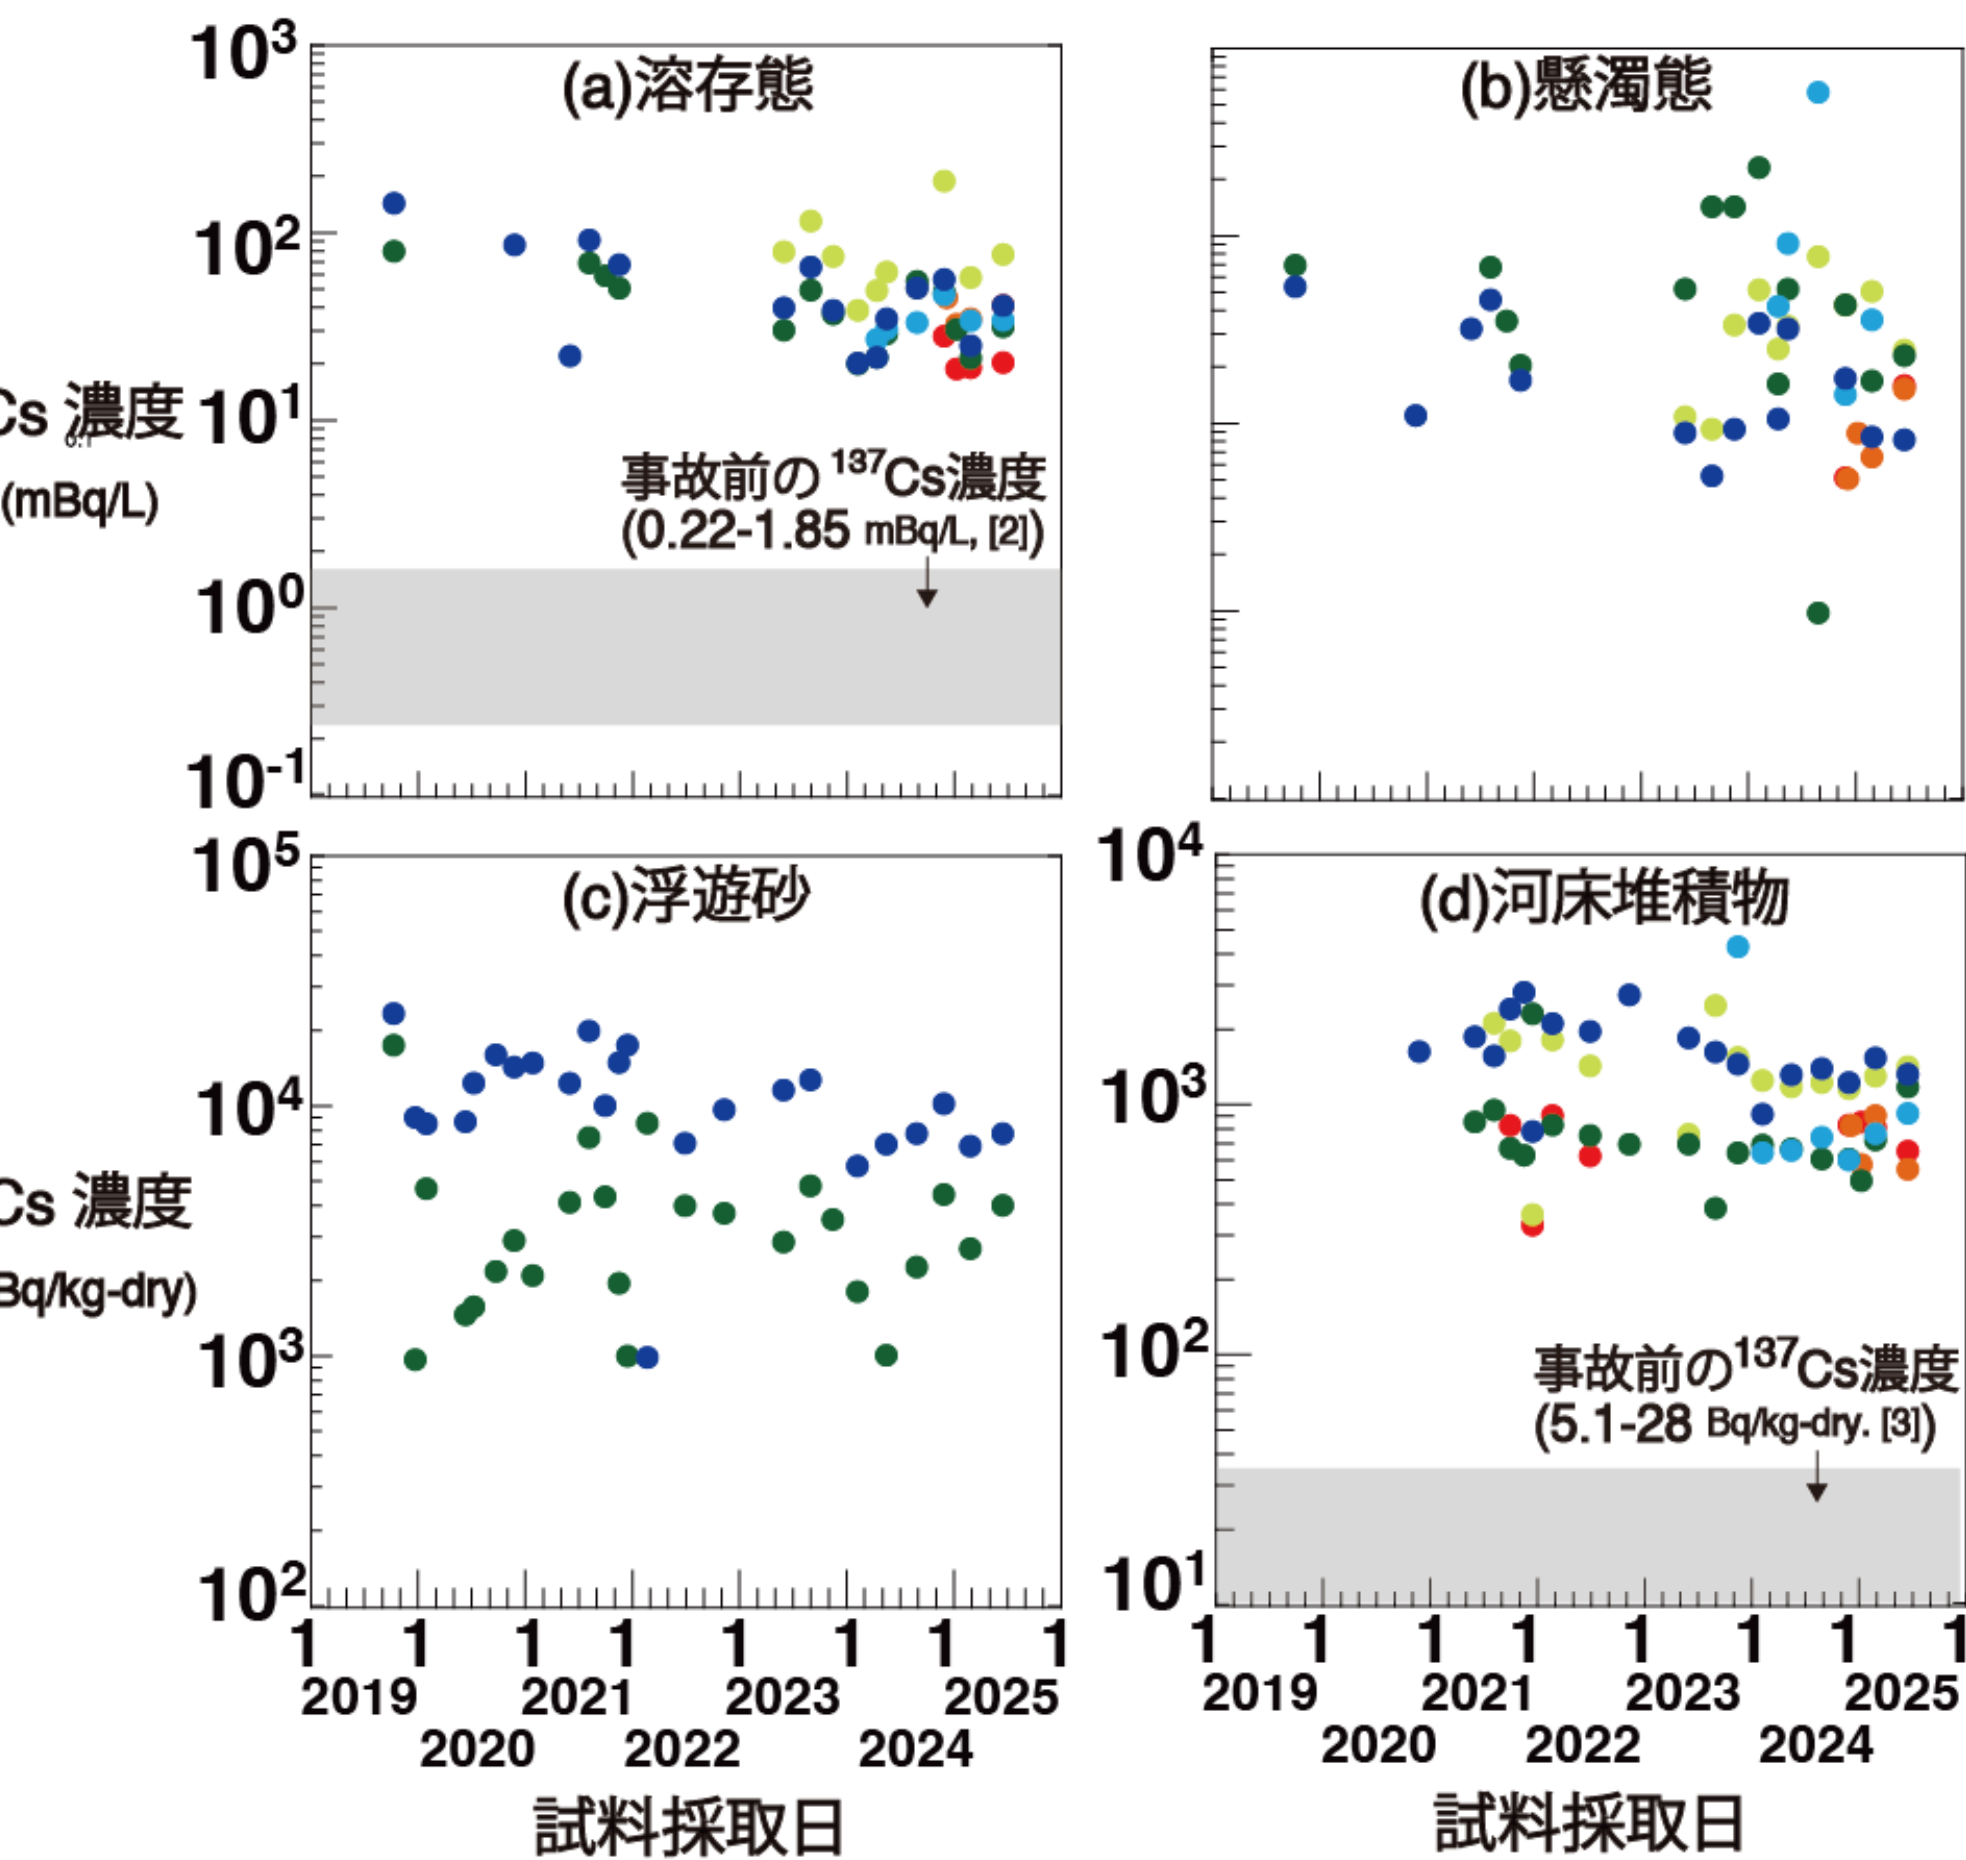 10³
(a)溶存態
(b)懸濁態
10²
Cs 濃度
10¹
(mBq/L)
事故前の ¹³⁷Cs濃度
(0.22-1.85 mBq/L, [2])
10⁰
10⁻¹
10⁵
(c)浮遊砂
10⁴
(d)河床堆積物
10⁴
10³
Cs 濃度
Bq/kg-dry)
10³
10²
事故前の¹³⁷Cs濃度
(5.1-28 Bq/kg-dry. [3])
10²
10¹
1 1 1 1 1 1 1 1
2019 2021 2023 2025
2020 2022 2024
試料採取日
1 1 1 1 1 1 1 1
2019 2021 2023 2025
2020 2022 2024
試料採取日